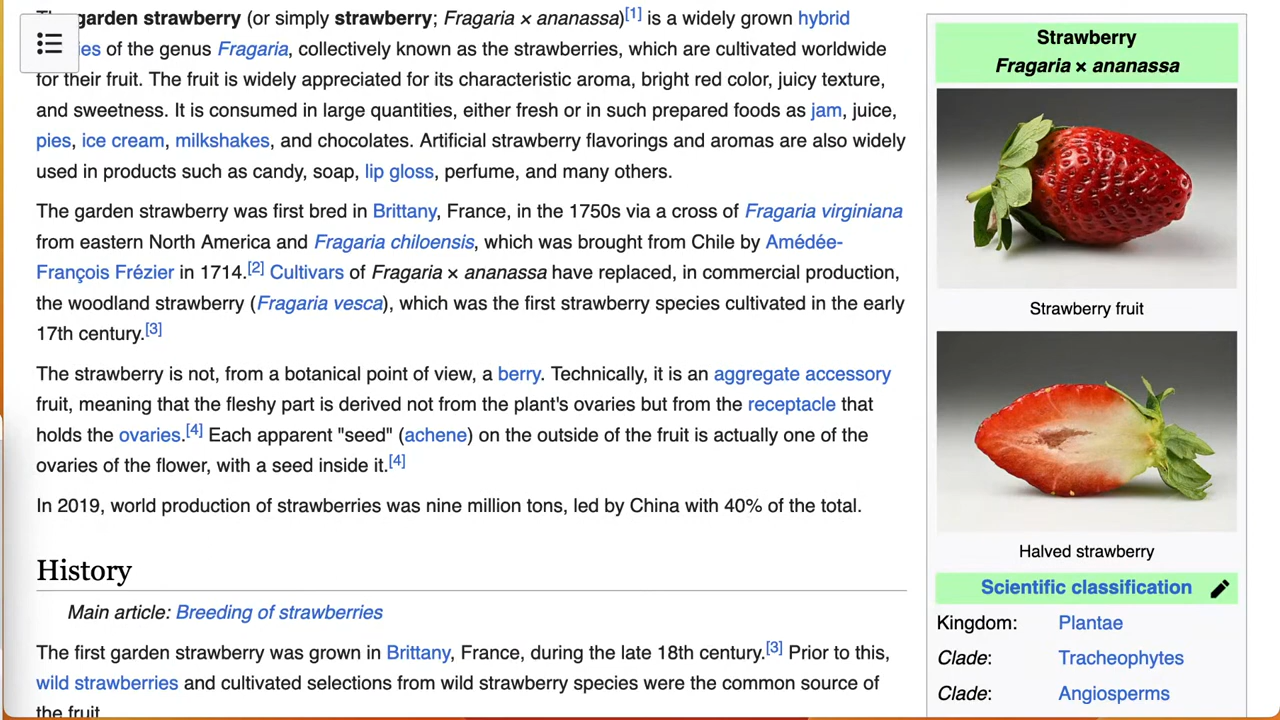 garden strawberry (or simply strawberry; Fragaria × ananassa)[1] is a widely grown hybrid
of the genus Fragaria, collectively known as the strawberries, which are cultivated worldwide
for their fruit. The fruit is widely appreciated for its characteristic aroma, bright red color, juicy texture,
and sweetness. It is consumed in large quantities, either fresh or in such prepared foods as jam, juice,
pies, ice cream, milkshakes, and chocolates. Artificial strawberry flavorings and aromas are also widely
used in products such as candy, soap, lip gloss, perfume, and many others.
The garden strawberry was first bred in Brittany, France, in the 1750s via a cross of Fragaria virginiana
from eastern North America and Fragaria chiloensis, which was brought from Chile by Amédée-
François Frézier in 1714.[2] Cultivars of Fragaria × ananassa have replaced, in commercial production,
the woodland strawberry (Fragaria vesca), which was the first strawberry species cultivated in the early
17th century.[3]
The strawberry is not, from a botanical point of view, a berry. Technically, it is an aggregate accessory
fruit, meaning that the fleshy part is derived not from the plant's ovaries but from the receptacle that
holds the ovaries.[4] Each apparent "seed" (achene) on the outside of the fruit is actually one of the
ovaries of the flower, with a seed inside it.[4]
In 2019, world production of strawberries was nine million tons, led by China with 40% of the total.
History
Main article: Breeding of strawberries
The first garden strawberry was grown in Brittany, France, during the late 18th century.[3] Prior to this,
wild strawberries and cultivated selections from wild strawberry species were the common source of
the fruit
Strawberry
Fragaria × ananassa
Strawberry fruit
Halved strawberry
Scientific classification
Kingdom: Plantae
Clade: Tracheophytes
Clade: Angiosperms